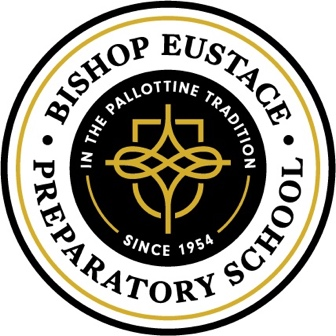 • BISHOP EUSTACE •
PREPARATORY SCHOOL
IN THE PALLOTTINE TRADITION
SINCE 1954